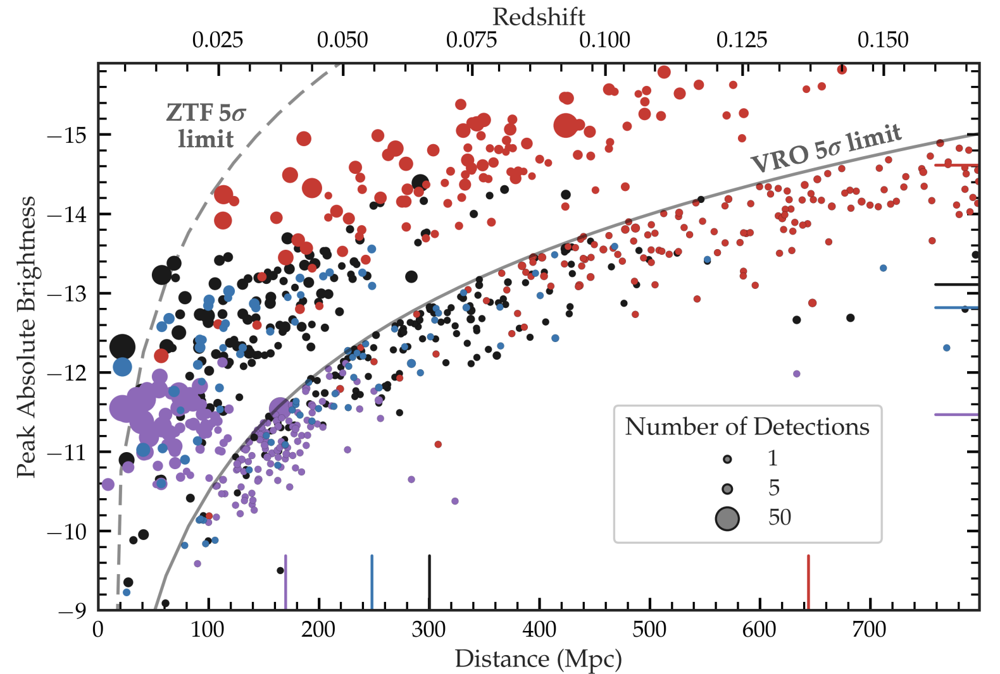 Redshift
0.025 0.050 0.075 0.100 0.125 0.150
ZTF 5σ
limit
VRO 5σ limit
Peak Absolute Brightness
−15
−14
−13
−12
−11
−10
−9
Number of Detections
1
5
50
0 100 200 300 400 500 600 700
Distance (Mpc)